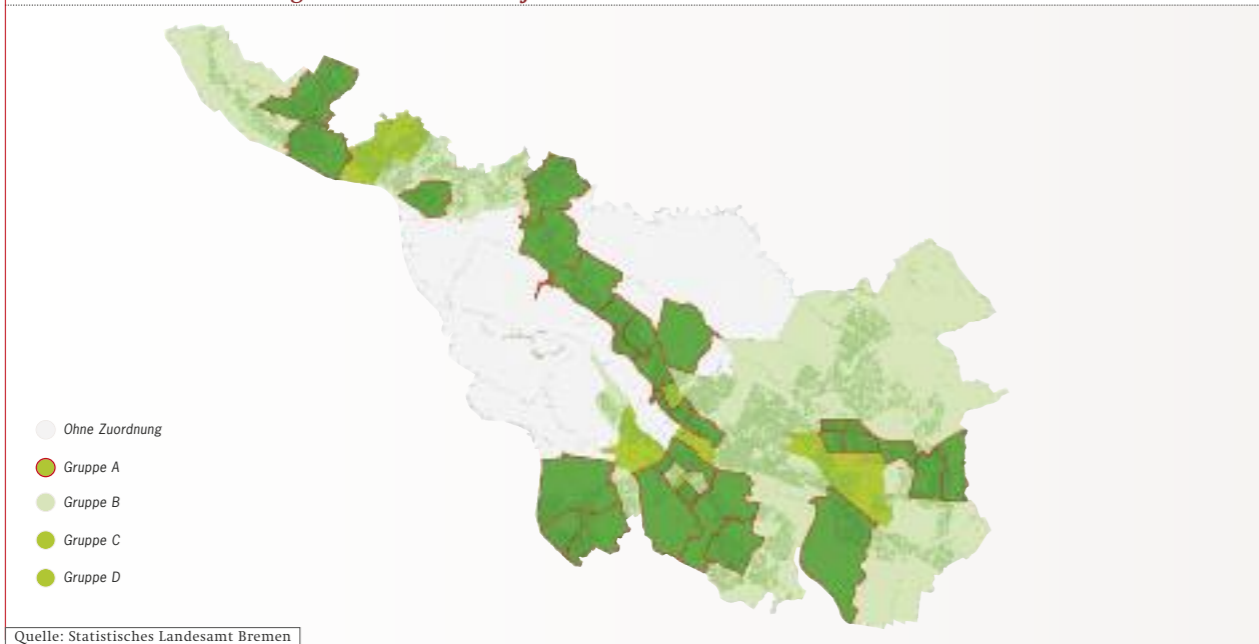 Ohne Zuordnung
Gruppe A
Gruppe B
Gruppe C
Gruppe D
Quelle: Statistisches Landesamt Bremen